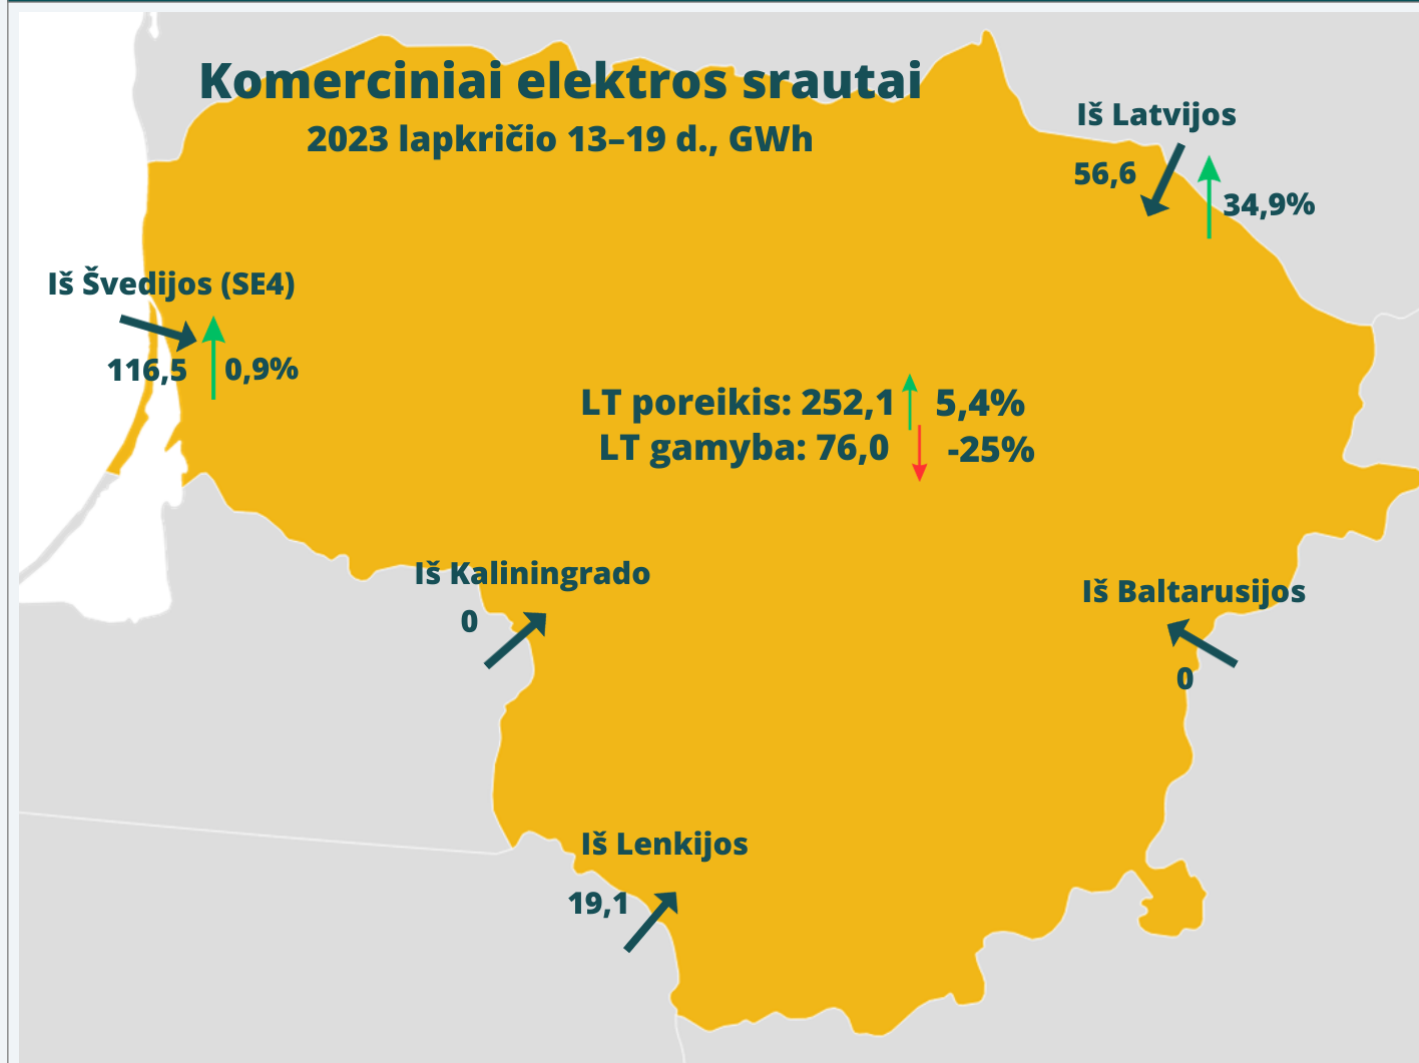 Komerciniai elektros srautai
2023 lapkričio 13–19 d., GWh
Iš Latvijos
56,6
34,9%
Iš Švedijos (SE4)
116,5
0,9%
LT poreikis: 252,1 5,4%
LT gamyba: 76,0 -25%
Iš Kaliningrado
0
Iš Baltarusijos
0
Iš Lenkijos
19,1